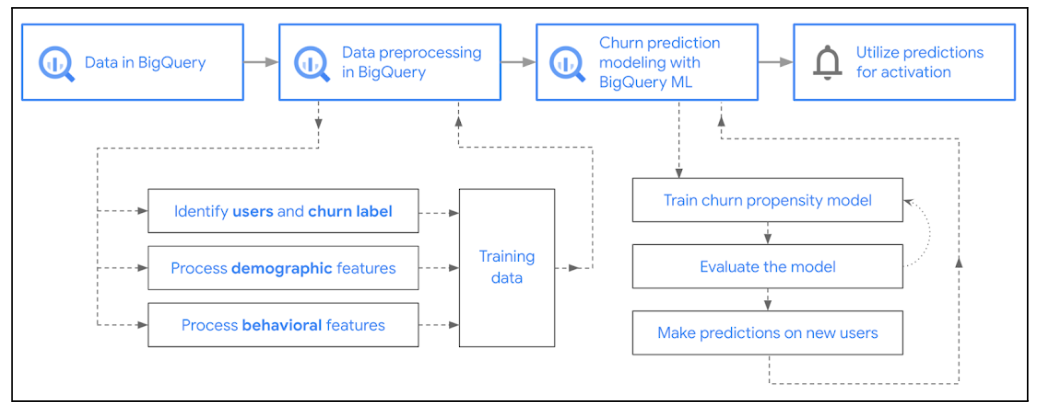 Data in BigQuery
Data preprocessing
in BigQuery
Churn prediction
modeling with
BigQuery ML
Utilize predictions
for activation
Identify users and churn label
Process demographic features
Process behavioral features
Training
data
Train churn propensity model
Evaluate the model
Make predictions on new users